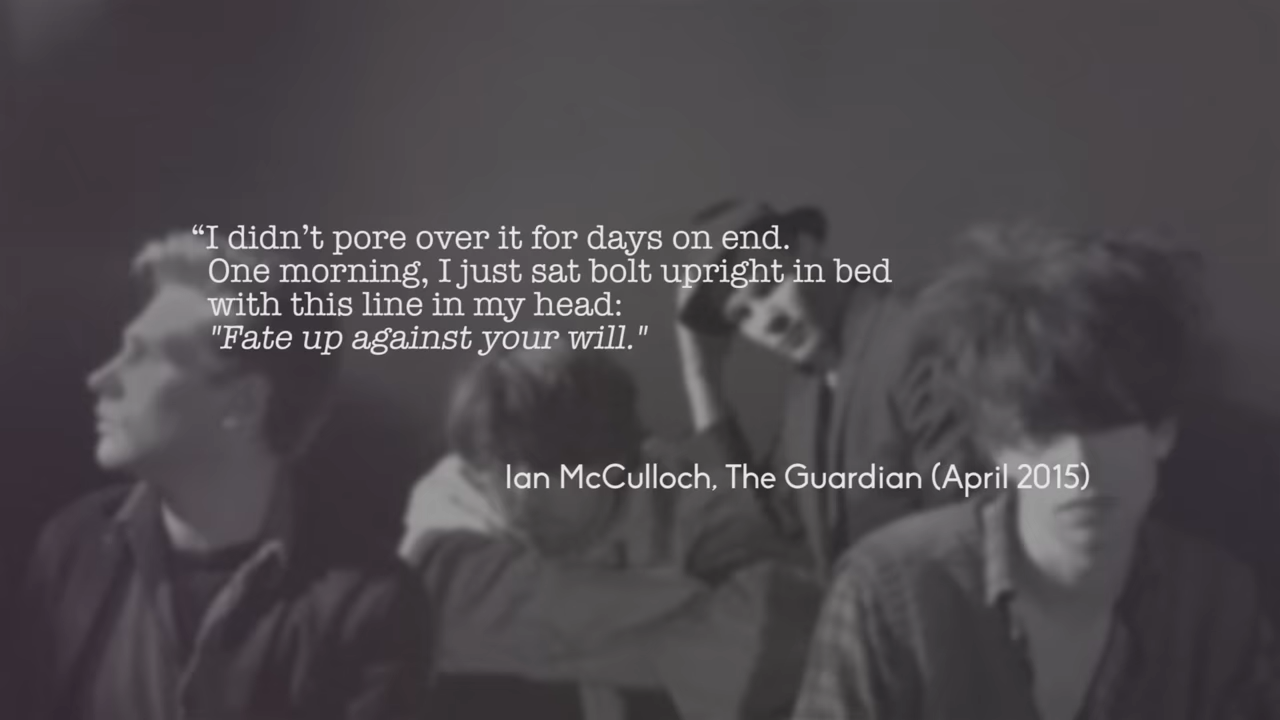 “I didn’t pore over it for days on end.
One morning, I just sat bolt upright in bed
with this line in my head:
"Fate up against your will."
Ian McCulloch, The Guardian (April 2015)